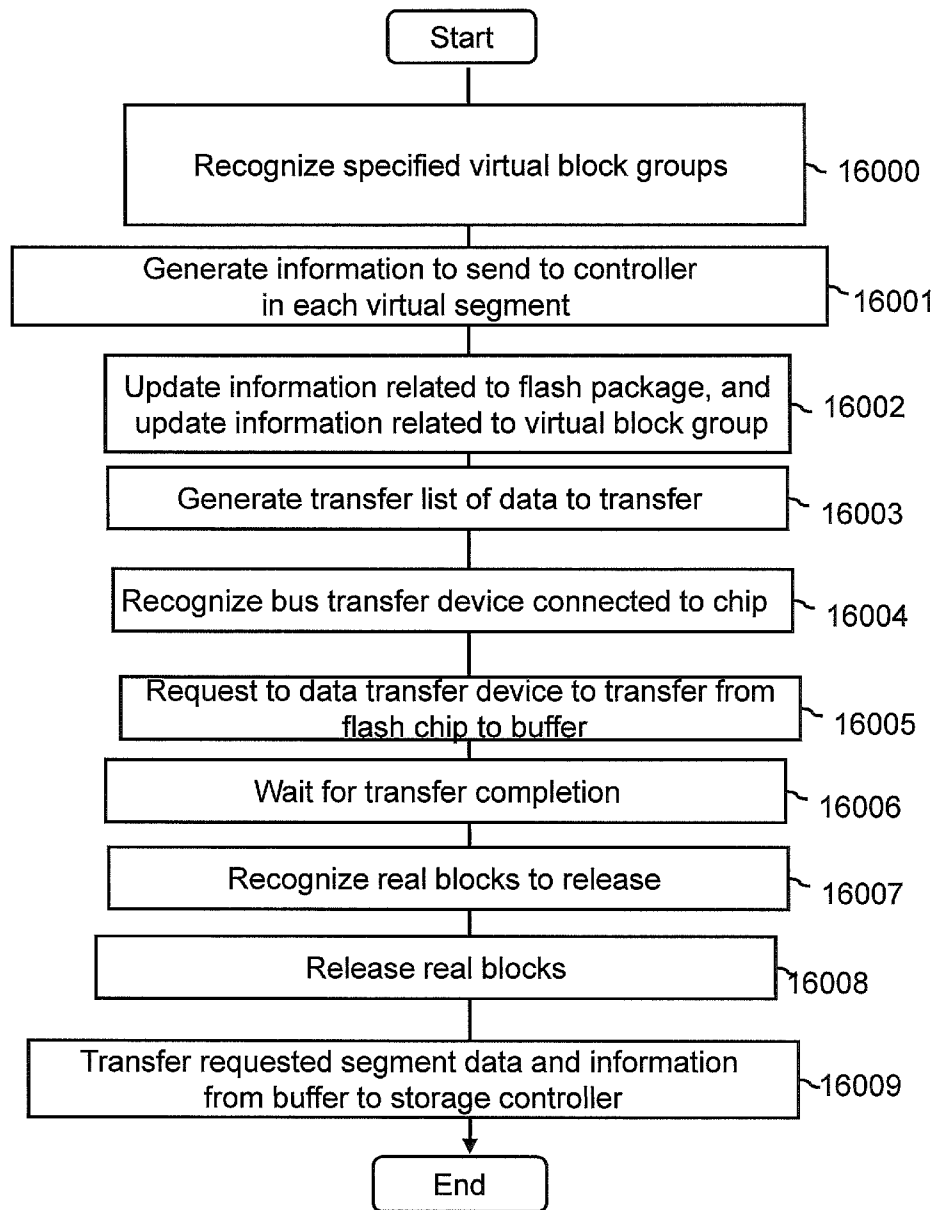 Start
Recognize specified virtual block groups
16000
Generate information to send to controller
in each virtual segment
16001
Update information related to flash package, and
update information related to virtual block group
16002
Generate transfer list of data to transfer
16003
Recognize bus transfer device connected to chip
16004
Request to data transfer device to transfer from
flash chip to buffer
16005
Wait for transfer completion
16006
Recognize real blocks to release
16007
Release real blocks
16008
Transfer requested segment data and information
from buffer to storage controller
16009
End